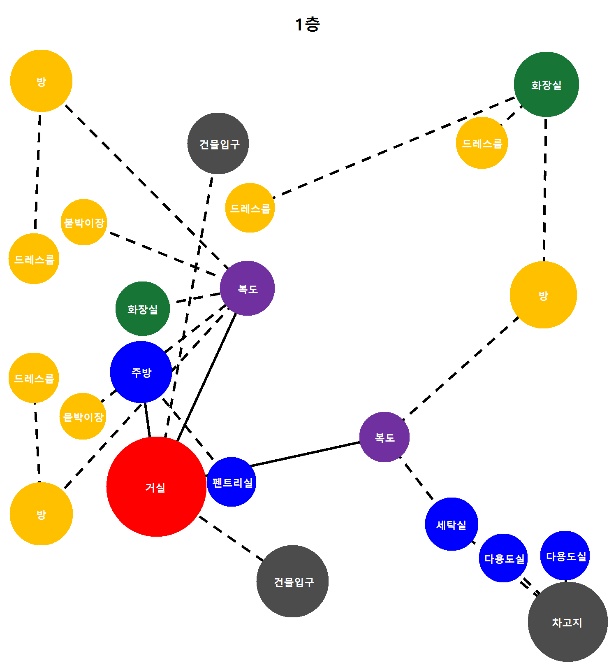 1층
방
화장실
건물입구
드레스룸
드레스룸
붙박이장
드레스룸
복도
방
화장실
주방
드레스룸
붙박이장
복도
거실
펜트리실
방
세탁실
다용도실
다용도실
건물입구
차고지